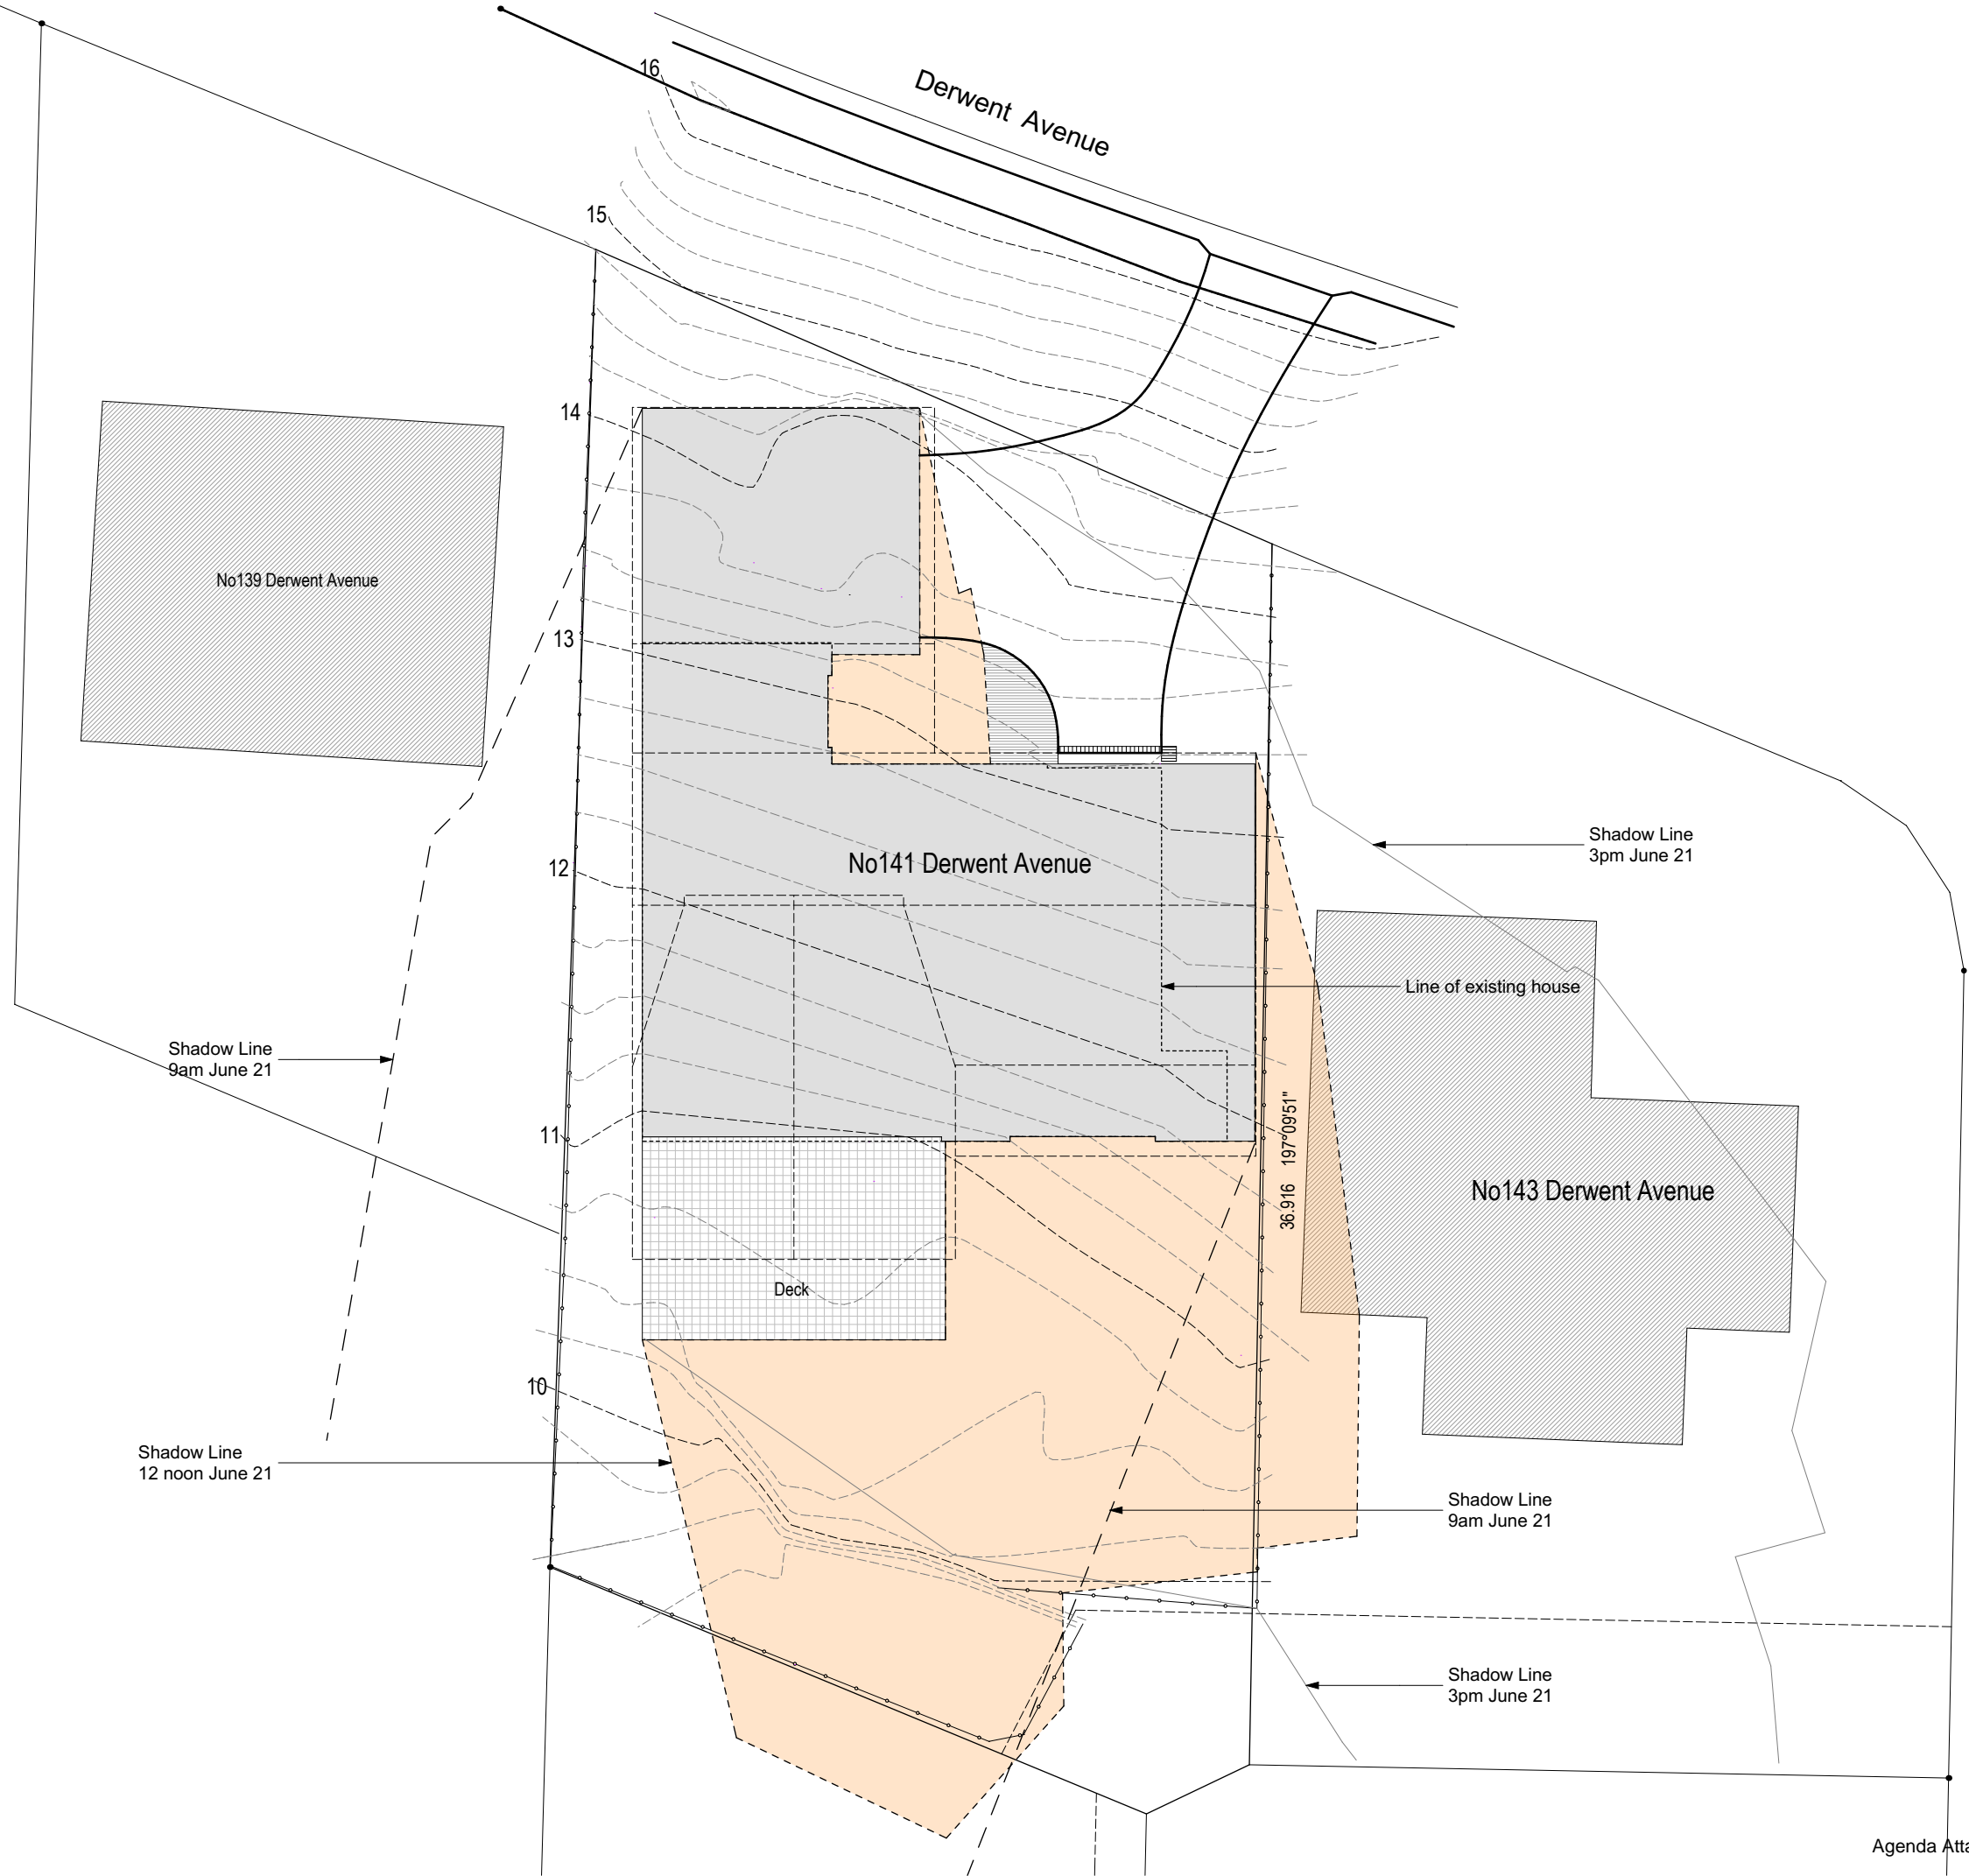 Derwent Avenue
16
15
14
13
12
11
10
No139 Derwent Avenue
No141 Derwent Avenue
Shadow Line
3pm June 21
Line of existing house
Shadow Line
9am June 21
36.916 197°09'51"
No143 Derwent Avenue
Deck
Shadow Line
12 noon June 21
Shadow Line
9am June 21
Shadow Line
3pm June 21
Agenda